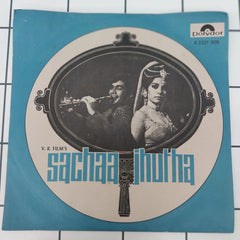 polydor
V. R. FILM'S
sachaa jhutha